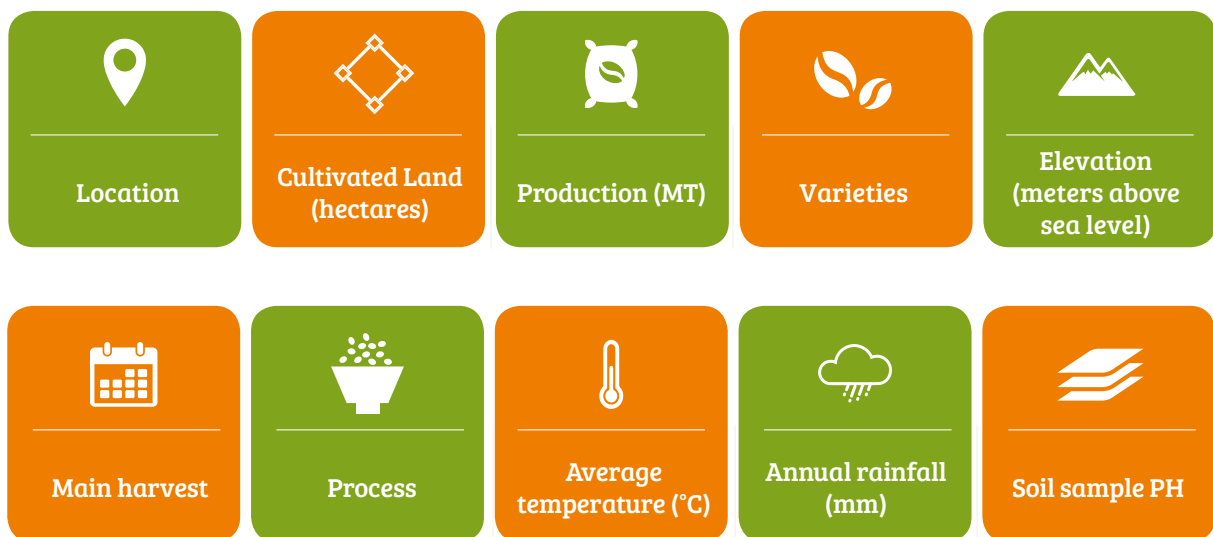 Location
Cultivated Land
(hectares)
Production (MT)
Varieties
Elevation
(meters above
sea level)
Main harvest
Process
Average
temperature (°C)
Annual rainfall
(mm)
Soil sample PH